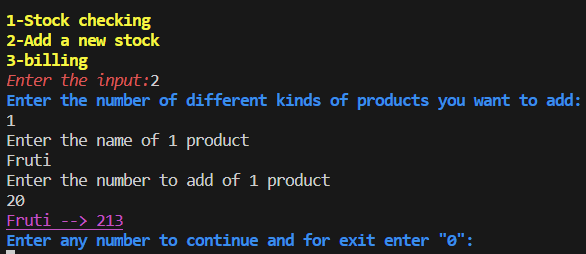 1-Stock checking
2-Add a new stock
3-billing
Enter the input:2
Enter the number of different kinds of products you want to add:
1
Enter the name of 1 product
Fruti
Enter the number to add of 1 product
20
Fruti --> 213
Enter any number to continue and for exit enter "0":